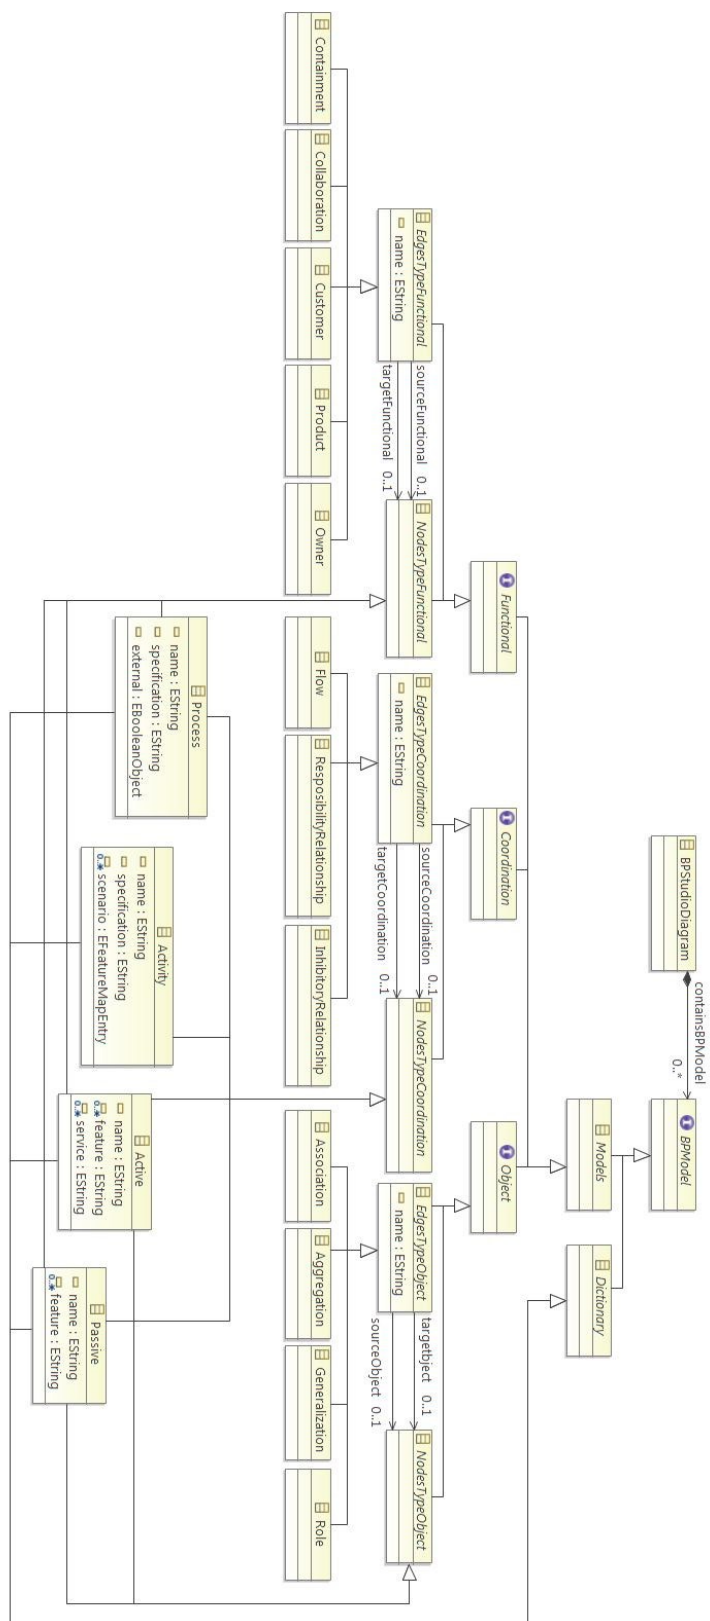 BPStudioDiagram
containsBPModel
0..*
BPModel
Models
Dictionary
Functional
Coordination
Object
EdgesTypeFunctional
name : EString
sourceFunctional 0..1
targetFunctional 0..1
NodesTypeFunctional
EdgesTypeCoordination
name : EString
sourceCoordination 0..1
targetCoordination 0..1
NodesTypeCoordination
EdgesTypeObject
name : EString
targetbject 0..1
sourceObject 0..1
NodesTypeObject
Containment
Collaboration
Customer
Product
Owner
Flow
ResposibilityRelationship
InhibitoryRelationship
Association
Aggregation
Generalization
Role
Process
name : EString
specification : EString
external : EBooleanObject
Activity
name : EString
specification : EString
0..* scenario : EFeatureMapEntry
Active
name : EString
0..* feature : EString
0..* service : EString
Passive
name : EString
0..* feature : EString